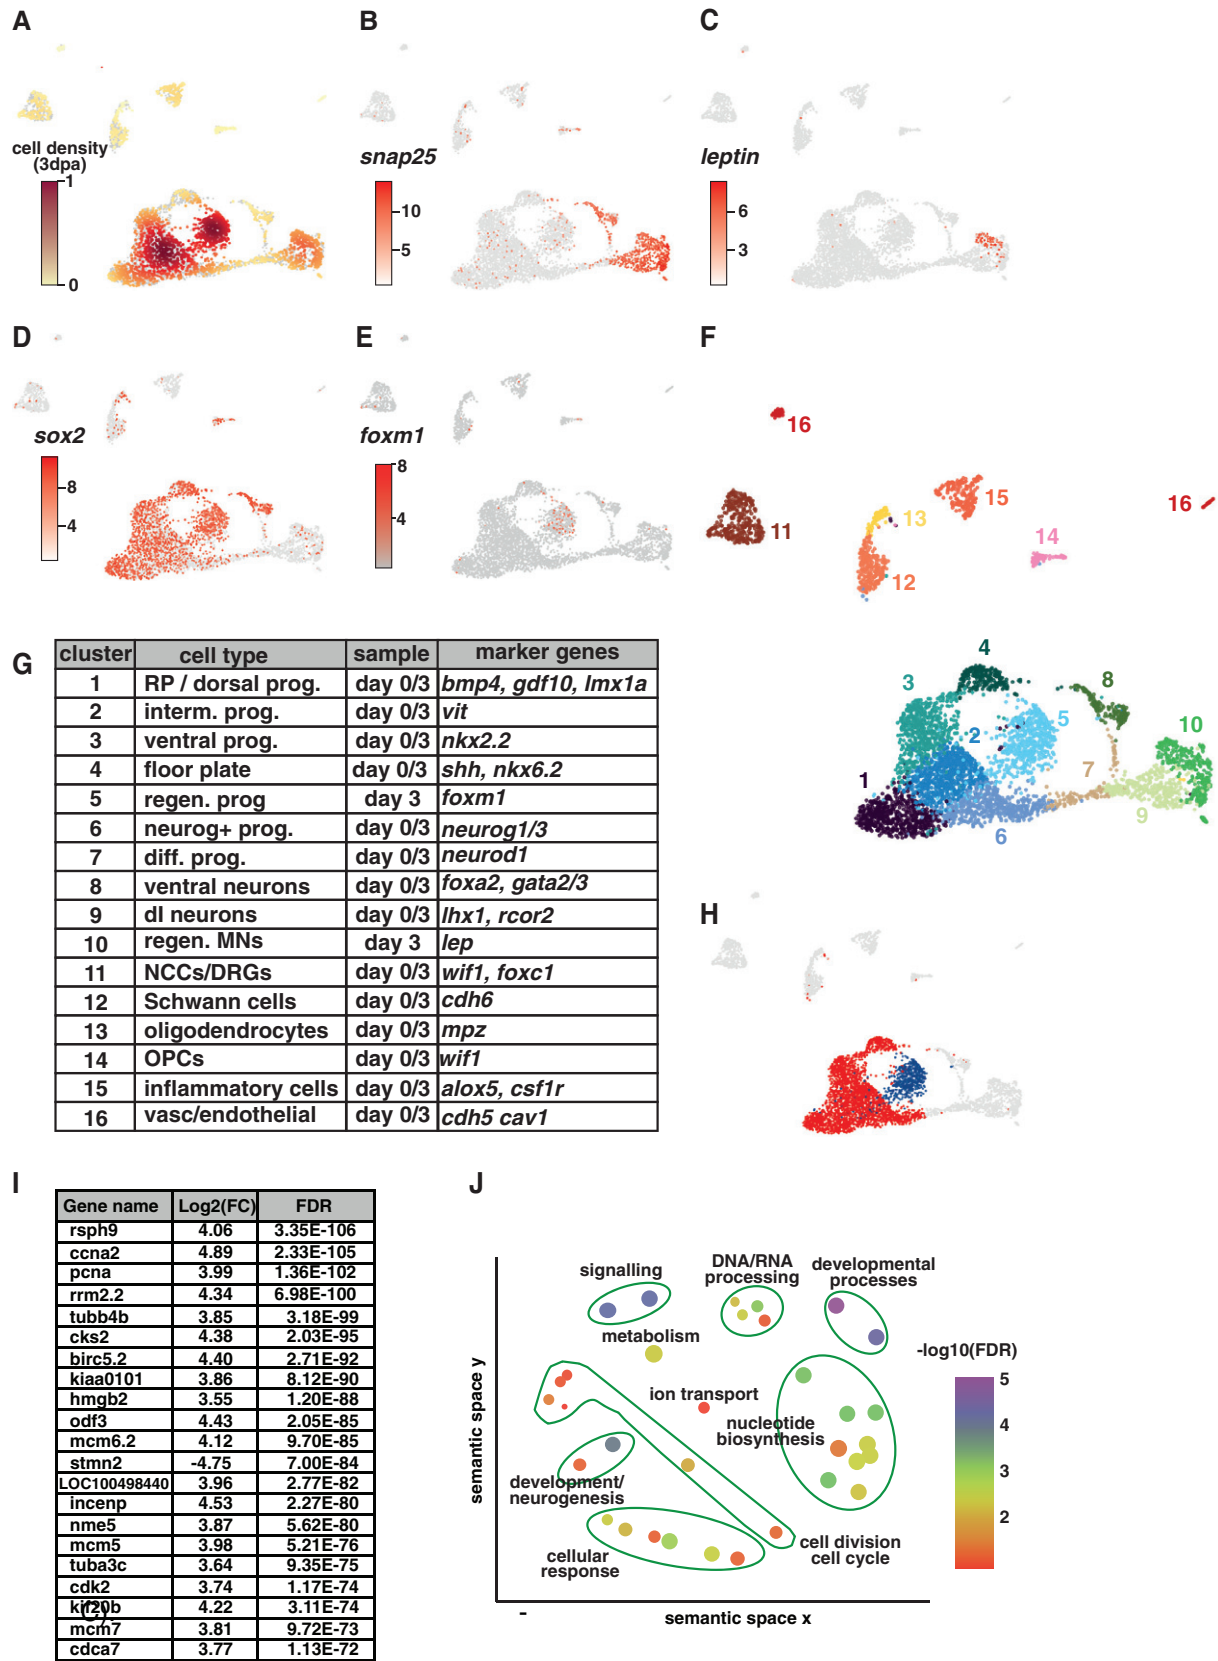 A
B
C
cell density
(3dpa)
1
0
snap25
10
5
leptin
6
3
D
E
F
sox2
8
4
foxm1
8
4
16
11
13
12
15
16
14
4
3
8
5
2
10
1
7
9
6
G
cluster cell type sample marker genes
1 RP / dorsal prog. day 0/3 bmp4, gdf10, lmx1a
2 interm. prog. day 0/3 vit
3 ventral prog. day 0/3 nkx2.2
4 floor plate day 0/3 shh, nkx6.2
5 regen. prog day 3 foxm1
6 neurog+ prog. day 0/3 neurog1/3
7 diff. prog. day 0/3 neurod1
8 ventral neurons day 0/3 foxa2, gata2/3
9 dl neurons day 0/3 lhx1, rcor2
10 regen. MNs day 3 lep
11 NCCs/DRGs day 0/3 wif1, foxc1
12 Schwann cells day 0/3 cdh6
13 oligodendrocytes day 0/3 mpz
14 OPCs day 0/3 wif1
15 inflammatory cells day 0/3 alox5, csf1r
16 vasc/endothelial day 0/3 cdh5 cav1
H
I
Gene name Log2(FC) FDR
rsph9 4.06 3.35E-106
ccna2 4.89 2.33E-105
pcna 3.99 1.36E-102
rrm2.2 4.34 6.98E-100
tubb4b 3.85 3.18E-99
cks2 4.38 2.03E-95
birc5.2 4.40 2.71E-92
kiaa0101 3.86 8.12E-90
hmgb2 3.55 1.20E-88
odf3 4.43 2.05E-85
mcm6.2 4.12 9.70E-85
stmn2 -4.75 7.00E-84
LOC100498440 3.96 2.77E-82
incenp 4.53 2.27E-80
nme5 3.87 5.62E-80
mcm5 3.98 5.21E-76
tuba3c 3.64 9.35E-75
cdk2 3.74 1.17E-74
kif20b 4.22 3.11E-74
mcm7 3.81 9.72E-73
cdca7 3.77 1.13E-72
J
signalling
DNA/RNA
processing
developmental
processes
metabolism
ion transport
nucleotide
biosynthesis
development/
neurogenesis
cellular
response
cell division
cell cycle
semantic space y
semantic space x
-
-log10(FDR)
5
4
3
2